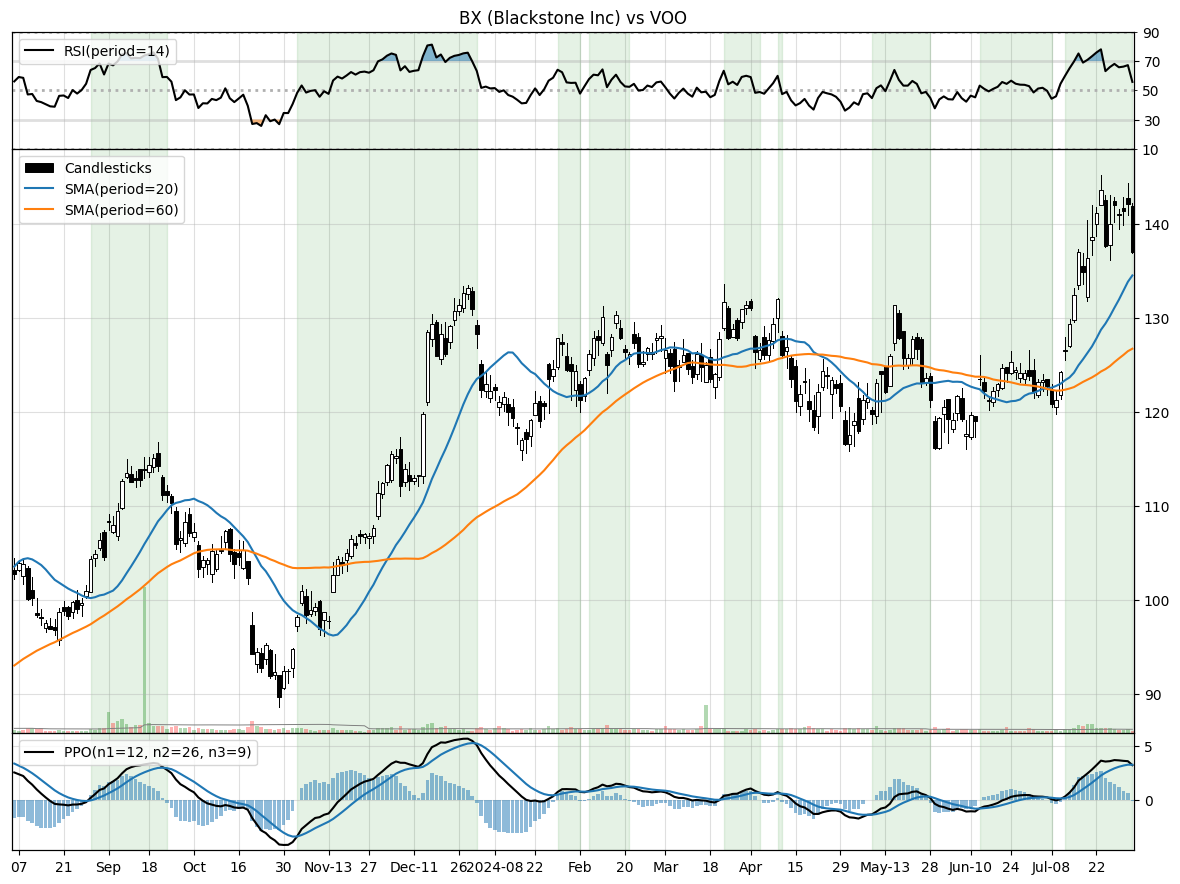 BX (Blackstone Inc) vs VOO
RSI(period=14)
90
70
50
30
10
Candlesticks
SMA(period=20)
SMA(period=60)
140
130
120
110
100
90
PPO(n1=12, n2=26, n3=9)
5
0
07 21 Sep 18 Oct 16 30 Nov-13 27 Dec-11 26 2024-08 22 Feb 20 Mar 18 Apr 15 29 May-13 28 Jun-10 24 Jul-08 22